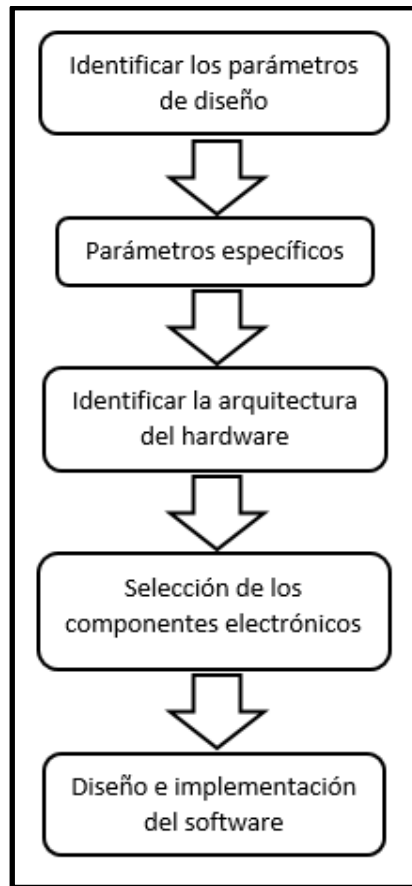 Identificar los parámetros
de diseño
Parámetros específicos
Identificar la arquitectura
del hardware
Selección de los
componentes electrónicos
Diseño e implementación
del software